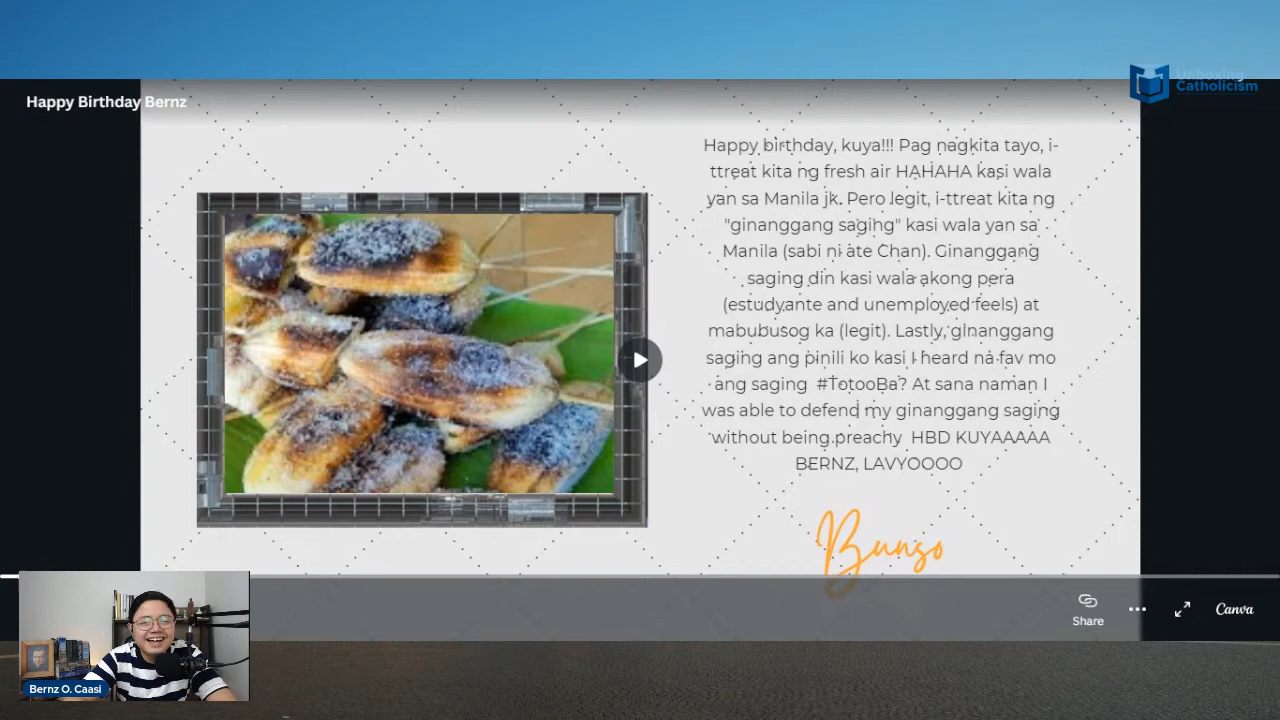 Unboxing
Catholicism
Happy Birthday Bernz
Happy birthday, kuya!!! Pag nagkita tayo, i-
ttreat kita ng fresh air HAHAHA kasi wala
yan sa Manila jk. Pero legit, i-ttreat kita ng
"ginanggang saging" kasi wala yan sa
Manila (sabi ni ate Chan). Ginanggang
saging din kasi wala akong pera
(estudyante and unemployed feels) at
mabubusog ka (legit). Lastly, ginanggang
saging ang pinili ko kasi I heard na fav mo
ang saging #TotooBa? At sana naman I
was able to defend my ginanggang saging
without being preachy HBD KUYAAAAA
BERNZ, LAVYOOOO
Bunso
Share
Canva
Bernz O. Caasi